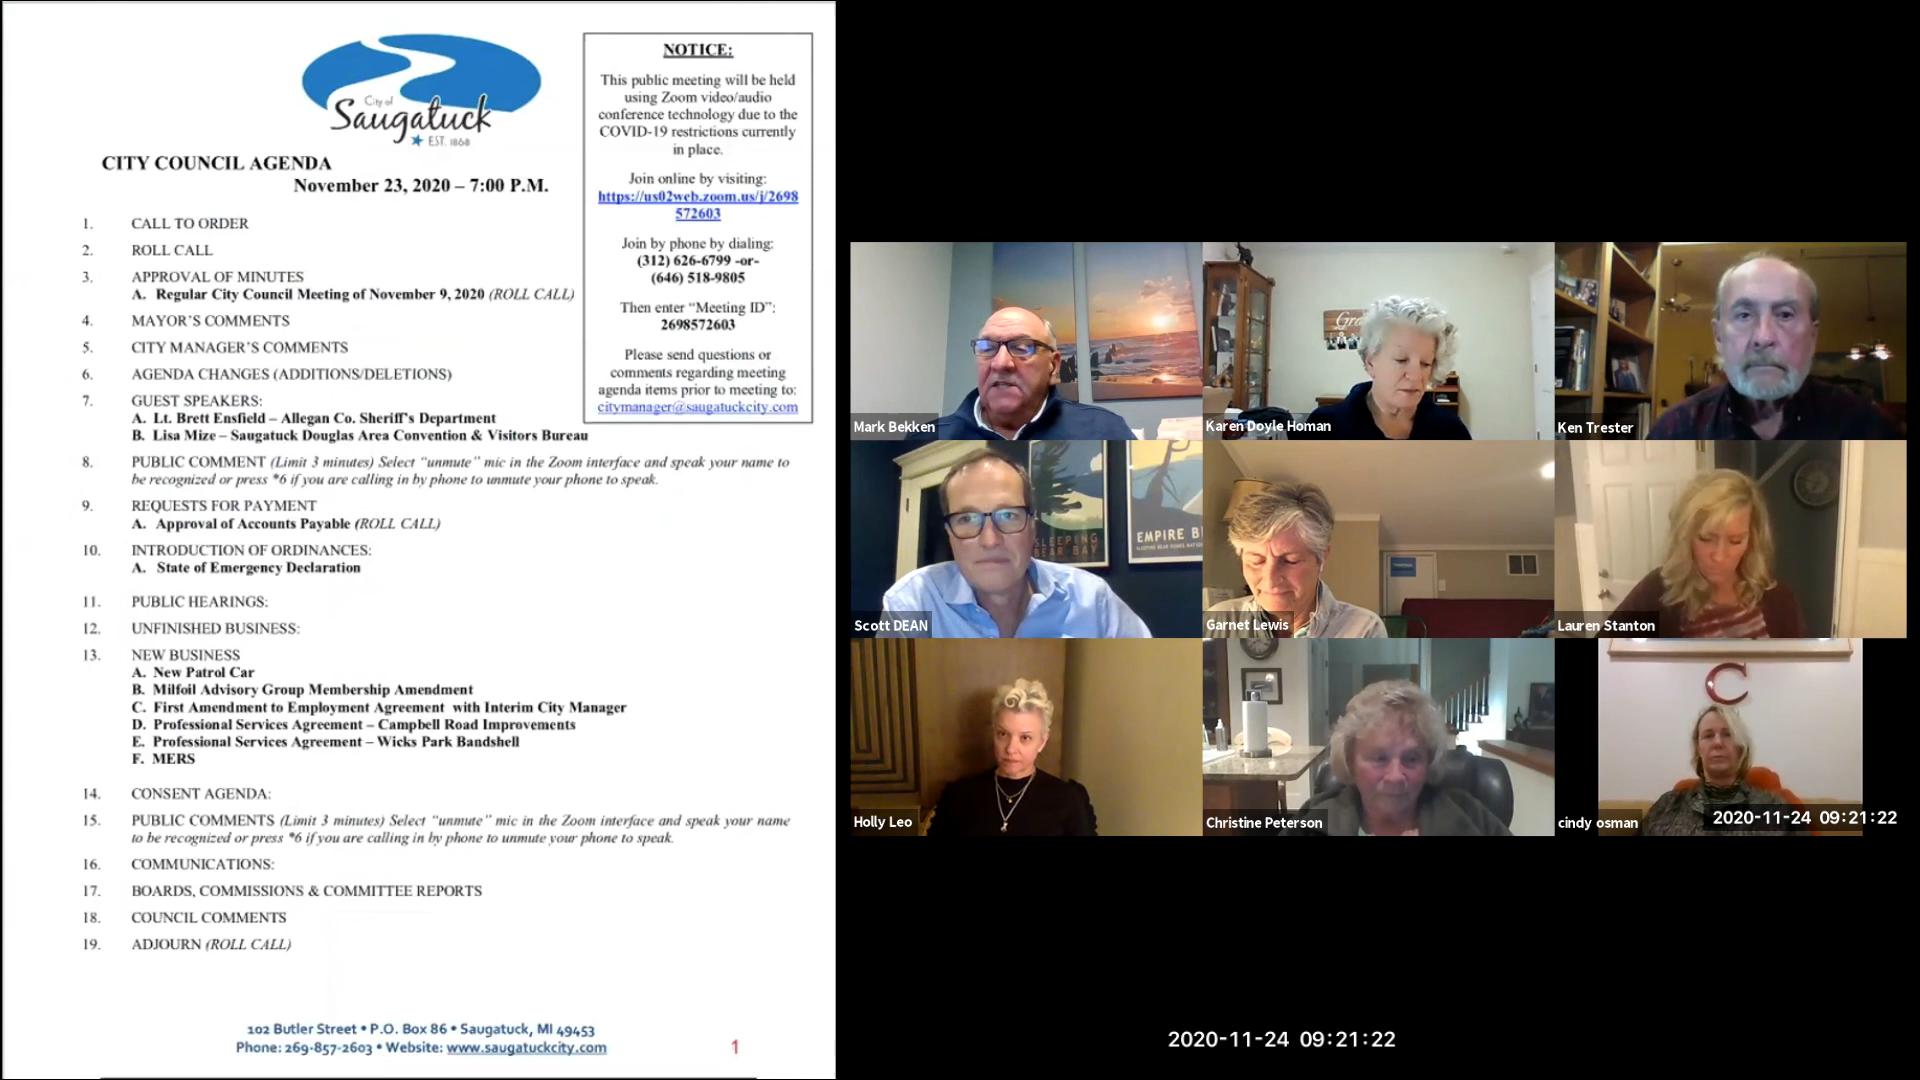 City of
Saugatuck
EST. 1868
CITY COUNCIL AGENDA
November 23, 2020 – 7:00 P.M.
NOTICE:
This public meeting will be held
using Zoom video/audio
conference technology due to the
COVID-19 restrictions currently
in place.
Join online by visiting:
https://us02web.zoom.us/j/2698
572603
Join by phone by dialing:
(312) 626-6799 -or-
(646) 518-9805
Then enter “Meeting ID”:
2698572603
Please send questions or
comments regarding meeting
agenda items prior to meeting to:
citymanager@saugatuckcity.com
1. CALL TO ORDER
2. ROLL CALL
3. APPROVAL OF MINUTES
A. Regular City Council Meeting of November 9, 2020 (ROLL CALL)
4. MAYOR’S COMMENTS
5. CITY MANAGER’S COMMENTS
6. AGENDA CHANGES (ADDITIONS/DELETIONS)
7. GUEST SPEAKERS:
A. Lt. Brett Ensfield – Allegan Co. Sheriff’s Department
B. Lisa Mize – Saugatuck Douglas Area Convention & Visitors Bureau
8. PUBLIC COMMENT (Limit 3 minutes) Select “unmute” mic in the Zoom interface and speak your name to
be recognized or press *6 if you are calling in by phone to unmute your phone to speak.
9. REQUESTS FOR PAYMENT
A. Approval of Accounts Payable (ROLL CALL)
10. INTRODUCTION OF ORDINANCES:
A. State of Emergency Declaration
11. PUBLIC HEARINGS:
12. UNFINISHED BUSINESS:
13. NEW BUSINESS
A. New Patrol Car
B. Milfoil Advisory Group Membership Amendment
C. First Amendment to Employment Agreement with Interim City Manager
D. Professional Services Agreement – Campbell Road Improvements
E. Professional Services Agreement – Wicks Park Bandshell
F. MERS
14. CONSENT AGENDA:
15. PUBLIC COMMENTS (Limit 3 minutes) Select “unmute” mic in the Zoom interface and speak your name
to be recognized or press *6 if you are calling in by phone to unmute your phone to speak.
16. COMMUNICATIONS:
17. BOARDS, COMMISSIONS & COMMITTEE REPORTS
18. COUNCIL COMMENTS
19. ADJOURN (ROLL CALL)
102 Butler Street • P.O. Box 86 • Saugatuck, MI 49453
Phone: 269-857-2603 • Website: www.saugatuckcity.com
1
Gra
Mark Bekken
Karen Doyle Homan
Ken Trester
SLEEPING
BEAR BAY
EMPIRE B
Scott DEAN
Garnet Lewis
Lauren Stanton
C
Holly Leo
Christine Peterson
cindy osman
2020-11-24 09:21:22
2020-11-24 09:21:22